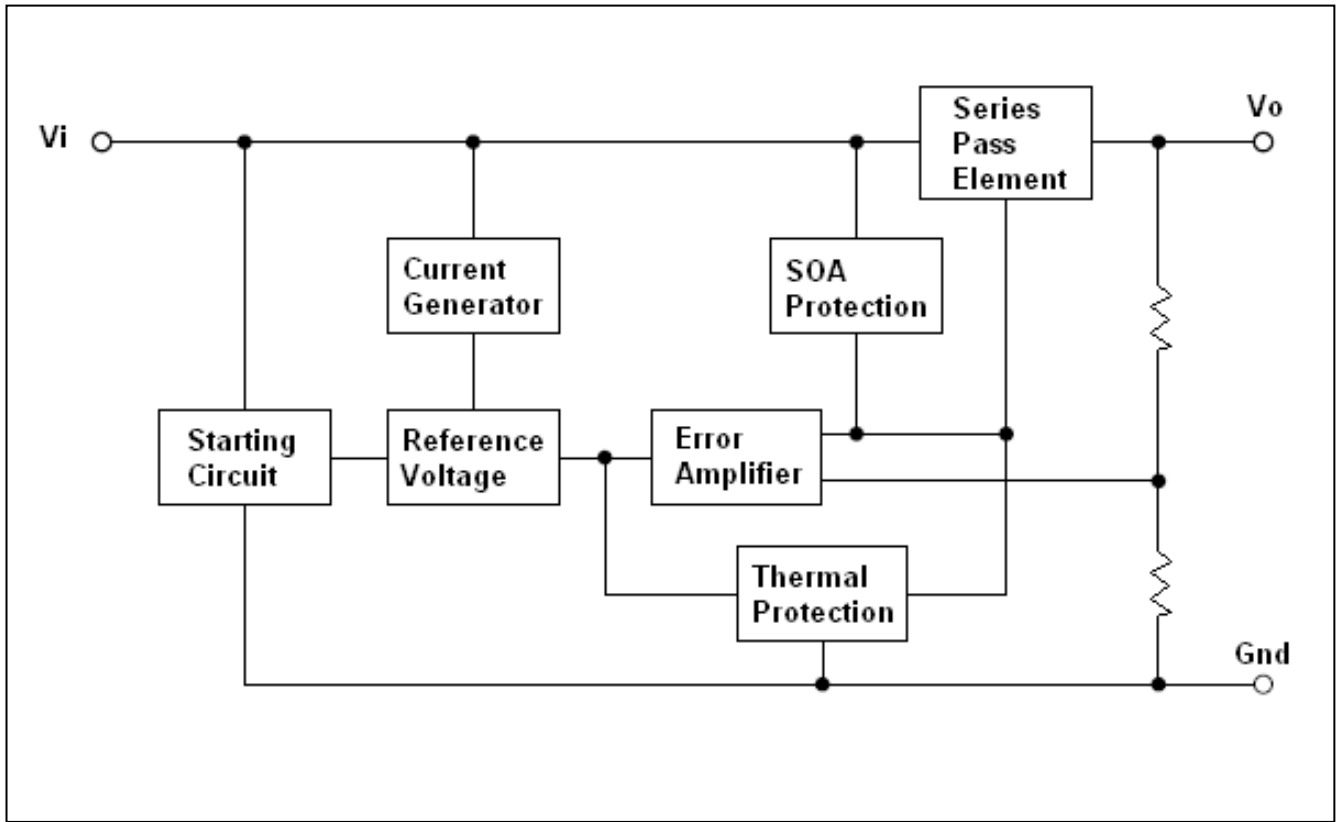 Vi
Series
Pass
Element
Vo
Current
Generator
SOA
Protection
Starting
Circuit
Reference
Voltage
Error
Amplifier
Thermal
Protection
Gnd